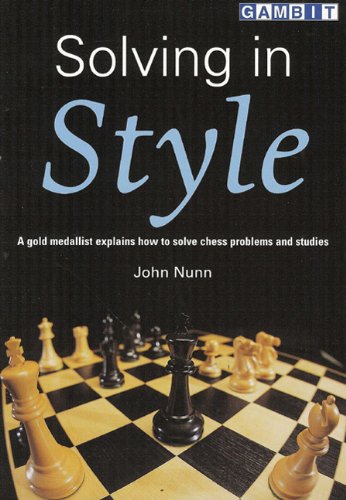 GAMBIT
Solving in
Style
A gold medallist explains how to solve chess problems and studies
John Nunn